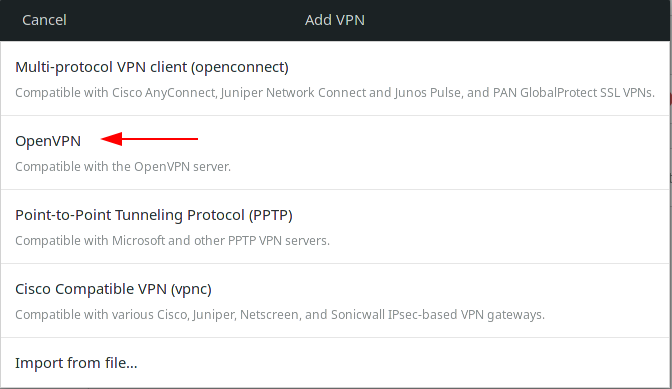 Cancel
Add VPN
Multi-protocol VPN client (openconnect)
Compatible with Cisco AnyConnect, Juniper Network Connect and Junos Pulse, and PAN GlobalProtect SSL VPNs.
OpenVPN
Compatible with the OpenVPN server.
Point-to-Point Tunneling Protocol (PPTP)
Compatible with Microsoft and other PPTP VPN servers.
Cisco Compatible VPN (vpnc)
Compatible with various Cisco, Juniper, Netscreen, and Sonicwall IPsec-based VPN gateways.
Import from file...